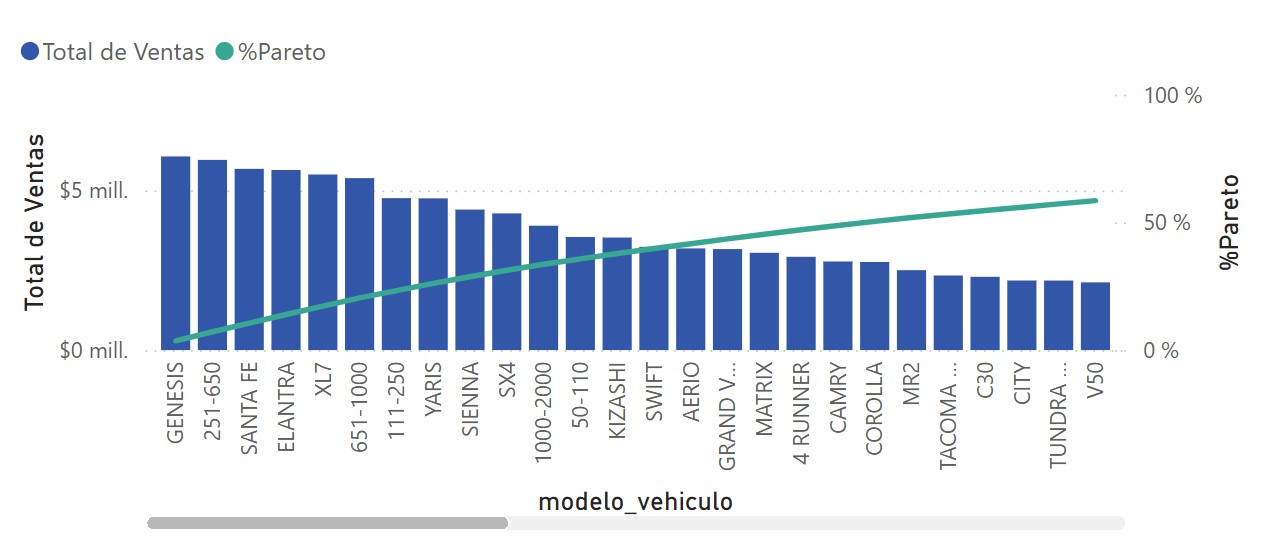 Total de Ventas %Pareto
Total de Ventas
$5 mill.
$0 mill.
100 %
50 %
0 %
%Pareto
GENESIS
251-650
SANTA FE
ELANTRA
XL7
651-1000
111-250
YARIS
SIENNA
SX4
1000-2000
50-110
KIZASHI
SWIFT
AERIO
GRAND V...
MATRIX
4 RUNNER
CAMRY
COROLLA
MR2
TACOMA ...
C30
CITY
TUNDRA ...
V50
modelo_vehiculo